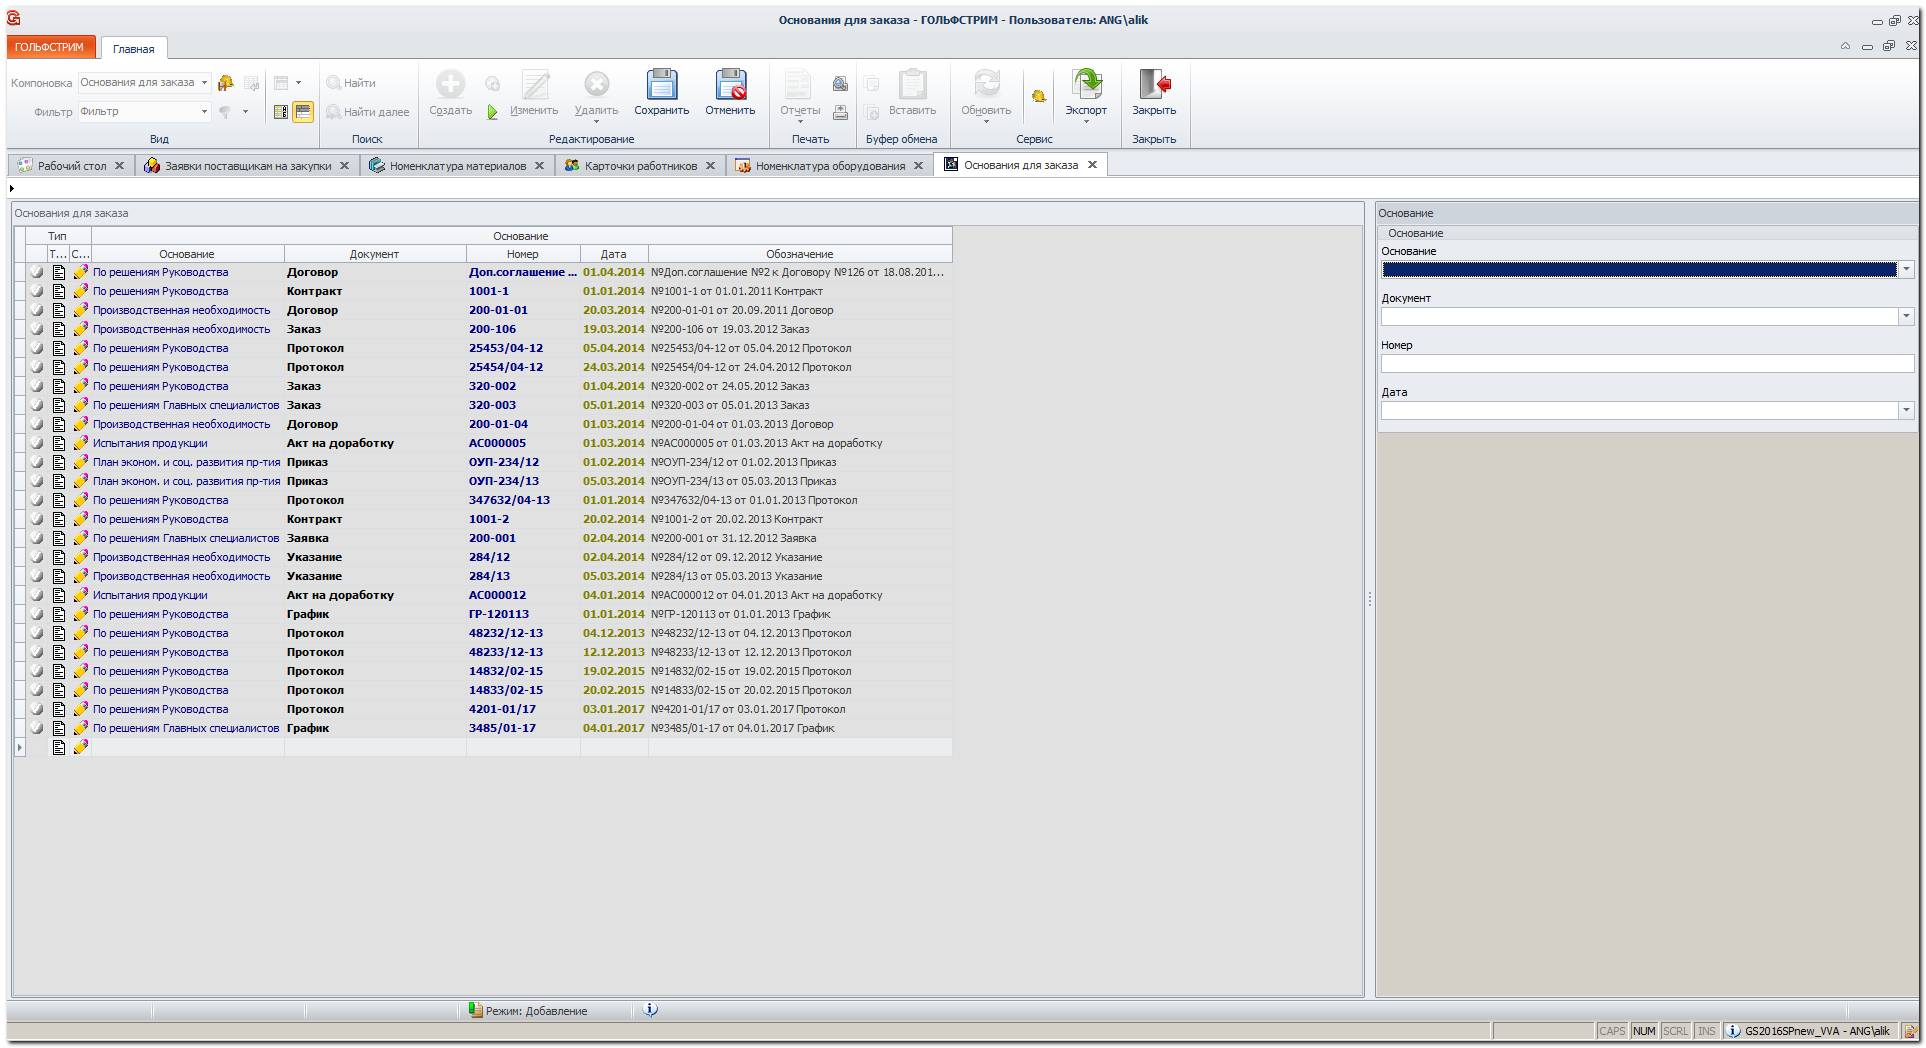 Основания для заказа - ГОЛЬФСТРИМ - Пользователь: ANG\alik
ГОЛЬФСТРИМ Главная
Компоновка Основания для заказа
Фильтр Фильтр
Вид
Найти
Найти далее
Поиск
Создать Изменить Удалить Сохранить Отменить
Редактирование
Отчеты
Печать
Вставить
Буфер обмена
Обновить Экспорт
Сервис
Закрыть
Закрыть
Рабочий стол Заявки поставщикам на закупки Номенклатура материалов Карточки работников Номенклатура оборудования Основания для заказа
Основания для заказа
Тип Основание
Т... С... Основание Документ Номер Дата Обозначение
По решениям Руководства Договор Доп.соглашение ... 01.04.2014 №Доп.соглашение №2 к Договору №126 от 18.08.201...
По решениям Руководства Контракт 1001-1 01.01.2014 №1001-1 от 01.01.2011 Контракт
Производственная необходимость Договор 200-01-01 20.03.2014 №200-01-01 от 20.09.2011 Договор
Производственная необходимость Заказ 200-106 19.03.2014 №200-106 от 19.03.2012 Заказ
По решениям Руководства Протокол 25453/04-12 05.04.2014 №25453/04-12 от 05.04.2012 Протокол
По решениям Руководства Протокол 25454/04-12 24.03.2014 №25454/04-12 от 24.04.2012 Протокол
По решениям Руководства Заказ 320-002 01.04.2014 №320-002 от 24.05.2012 Заказ
По решениям Главных специалистов Заказ 320-003 05.01.2014 №320-003 от 05.01.2013 Заказ
Производственная необходимость Договор 200-01-04 01.03.2014 №200-01-04 от 01.03.2013 Договор
Испытания продукции Акт на доработку АС000005 01.03.2014 №АС000005 от 01.03.2013 Акт на доработку
План эконом. и соц. развития пр-тия Приказ ОУП-234/12 01.02.2014 №ОУП-234/12 от 01.02.2013 Приказ
План эконом. и соц. развития пр-тия Приказ ОУП-234/13 05.03.2014 №ОУП-234/13 от 05.03.2013 Приказ
По решениям Руководства Протокол 347632/04-13 01.01.2014 №347632/04-13 от 01.01.2013 Протокол
По решениям Руководства Контракт 1001-2 20.02.2014 №1001-2 от 20.02.2013 Контракт
По решениям Главных специалистов Заявка 200-001 02.04.2014 №200-001 от 31.12.2012 Заявка
Производственная необходимость Указание 284/12 02.04.2014 №284/12 от 09.12.2012 Указание
Производственная необходимость Указание 284/13 05.03.2014 №284/13 от 05.03.2013 Указание
Испытания продукции Акт на доработку АС000012 04.01.2014 №АС000012 от 04.01.2013 Акт на доработку
По решениям Руководства График ГР-120113 01.01.2014 №ГР-120113 от 01.01.2013 График
По решениям Руководства Протокол 48232/12-13 04.12.2013 №48232/12-13 от 04.12.2013 Протокол
По решениям Руководства Протокол 48233/12-13 12.12.2013 №48233/12-13 от 12.12.2013 Протокол
По решениям Руководства Протокол 14832/02-15 19.02.2015 №14832/02-15 от 19.02.2015 Протокол
По решениям Руководства Протокол 14833/02-15 20.02.2015 №14833/02-15 от 20.02.2015 Протокол
По решениям Руководства Протокол 4201-01/17 03.01.2017 №4201-01/17 от 03.01.2017 Протокол
По решениям Главных специалистов График 3485/01-17 04.01.2017 №3485/01-17 от 04.01.2017 График
Основание
Основание
Основание
Документ
Номер
Дата
Режим: Добавление
CAPS NUM SCRL INS GS2016SPnew_VVA - ANG\alik